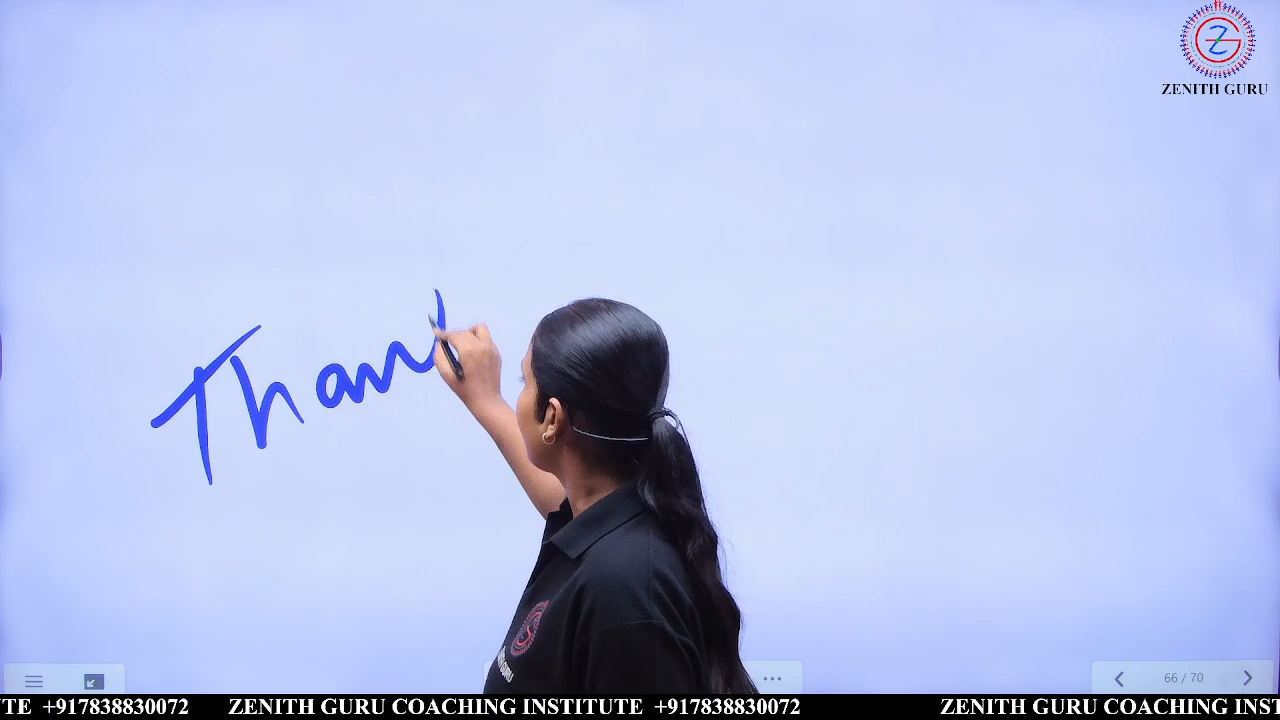 ZENITH GURU
Than
66 / 70
TE +917838830072 ZENITH GURU COACHING INSTITUTE +917838830072 ZENITH GURU COACHING INST